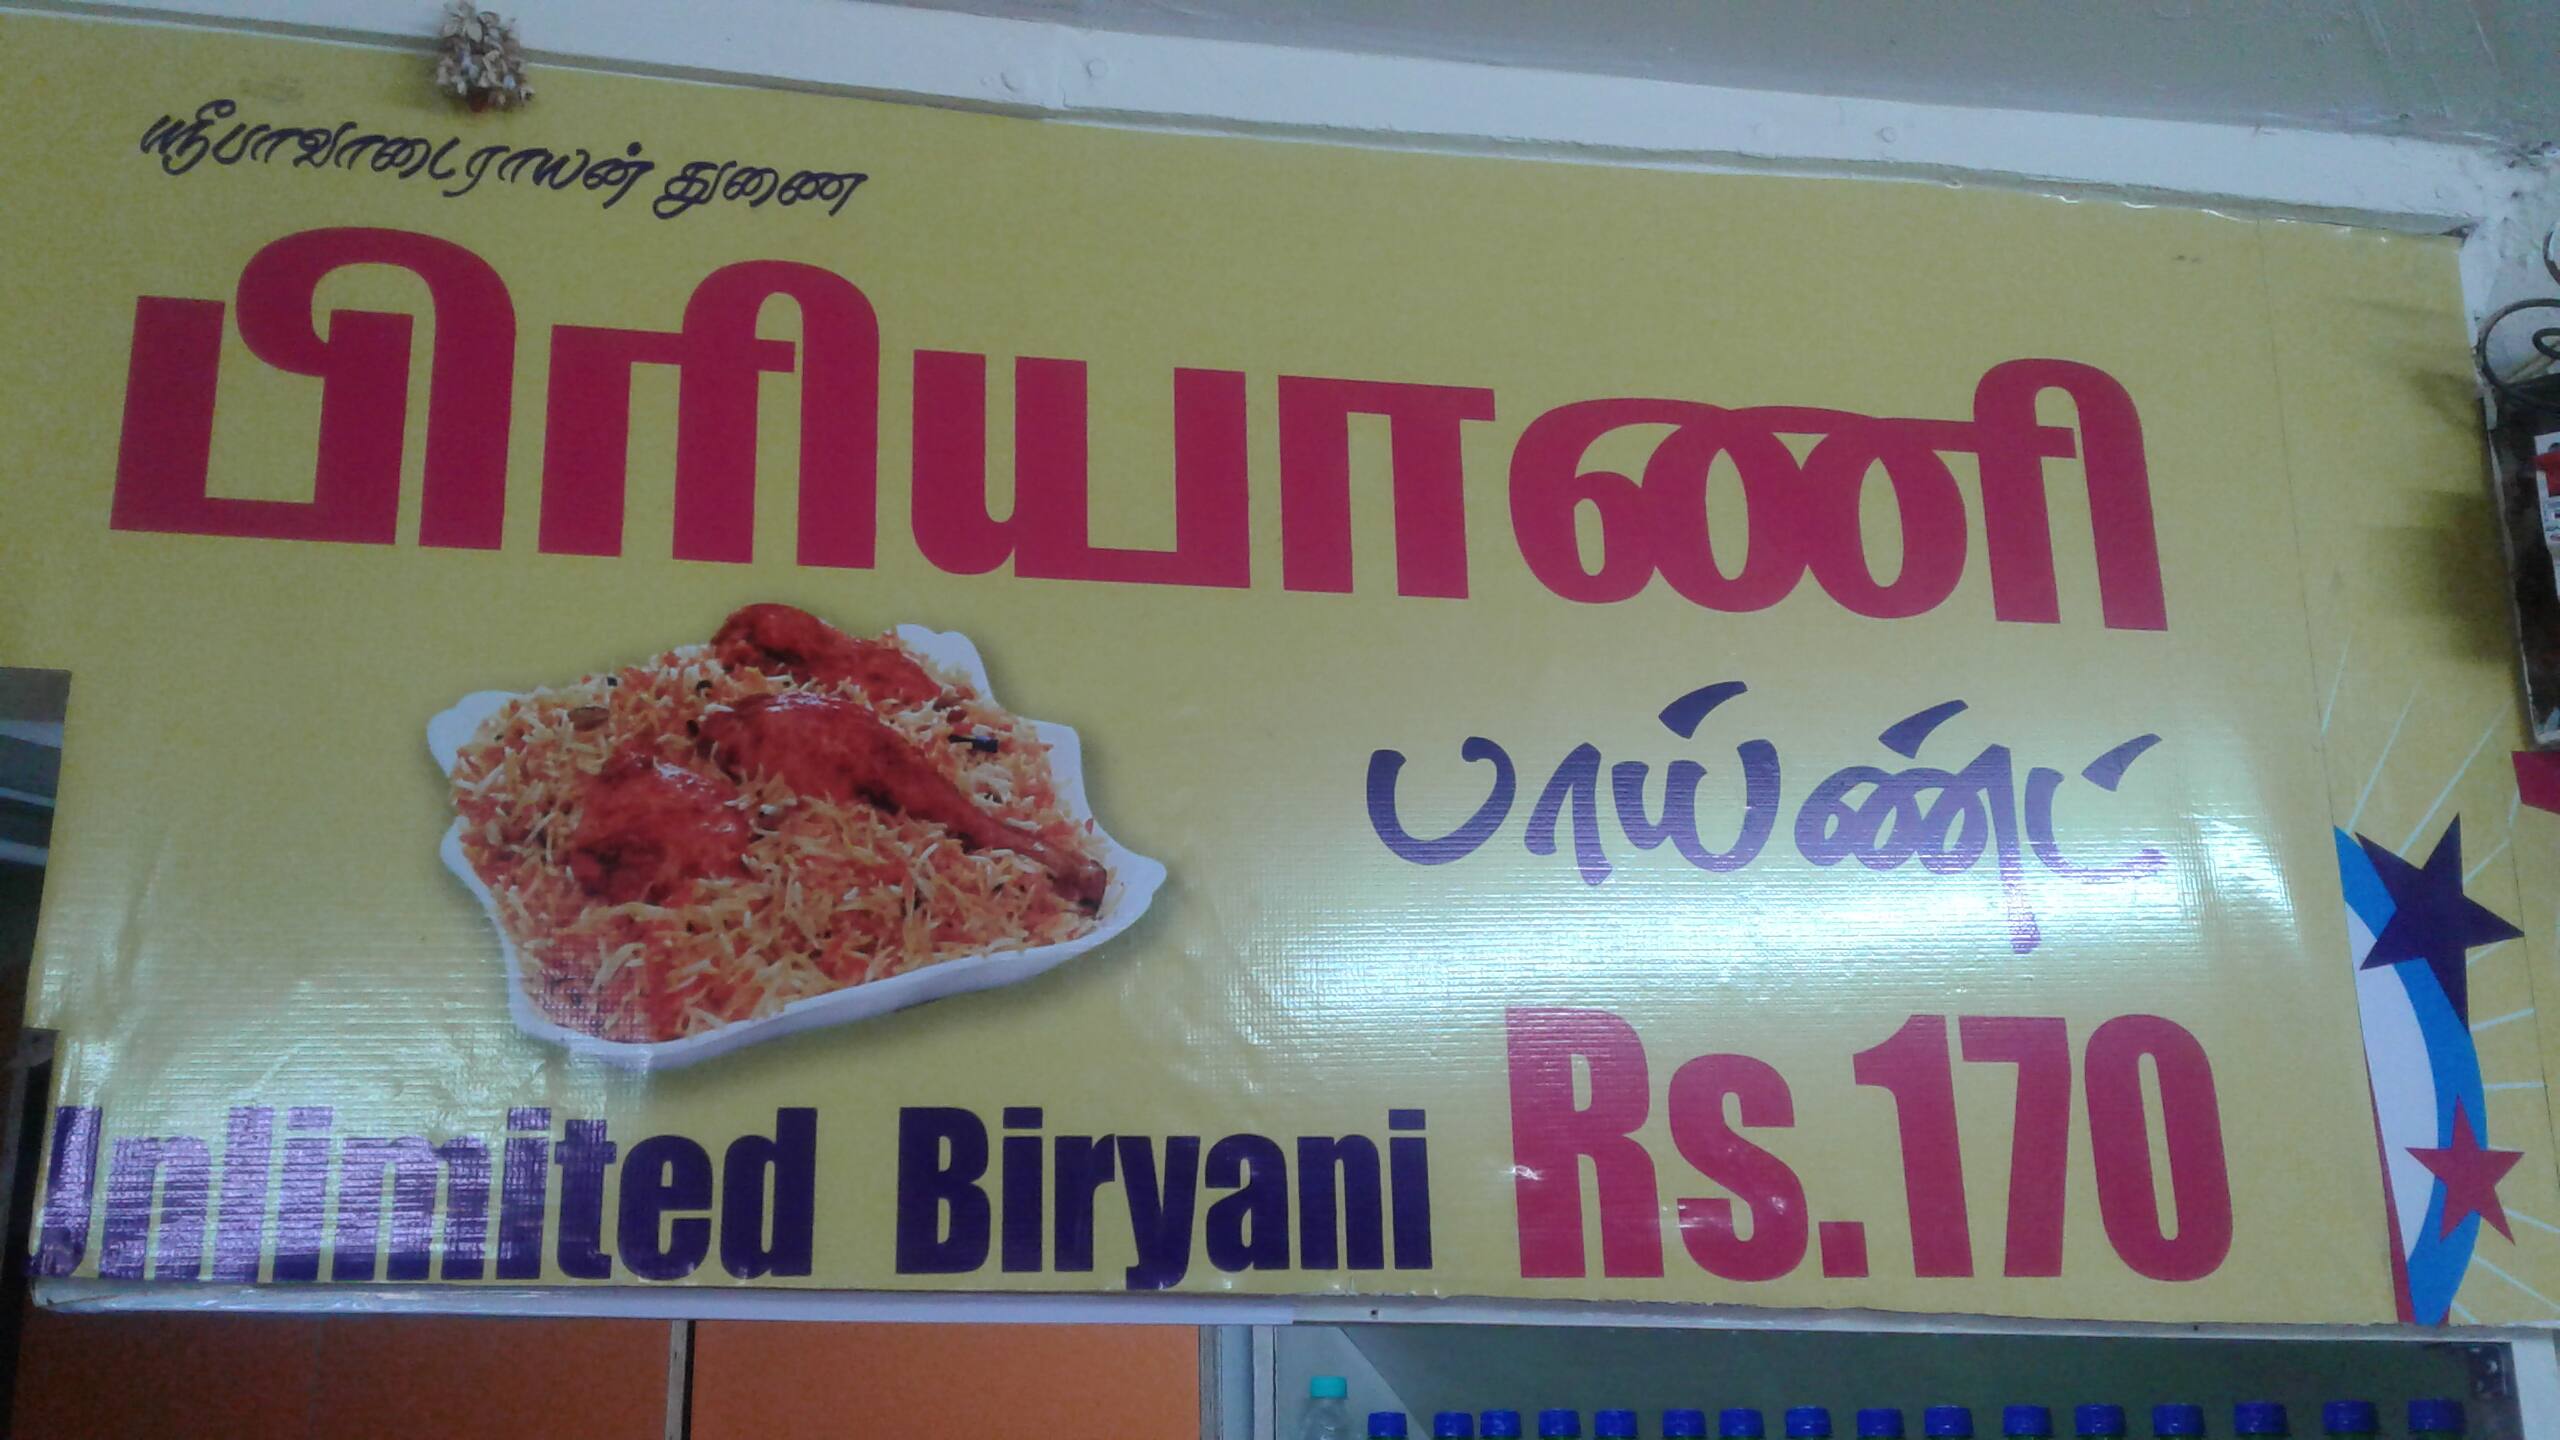 ஸ்ரீபாவாடைராயன் துணை
பிரியாணி
பாய்ண்ட்
Unlimited Biryani Rs.170